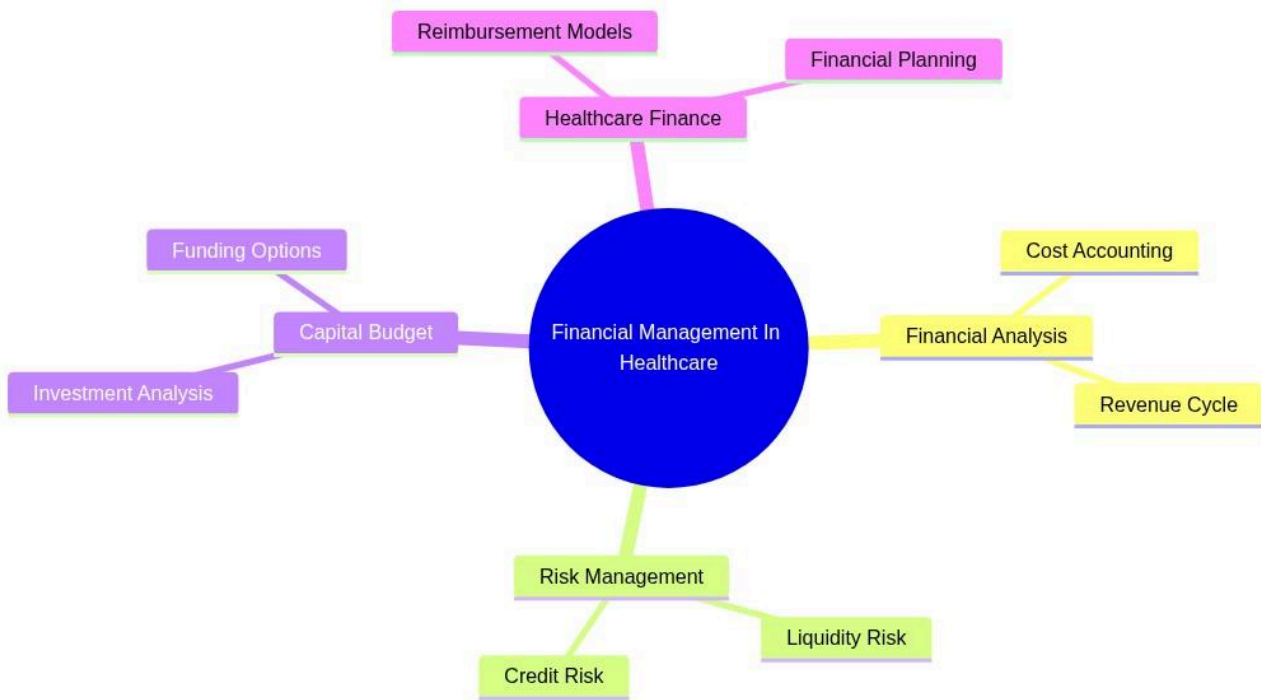 Reimbursement Models
Financial Planning
Healthcare Finance
Funding Options
Cost Accounting
Capital Budget
Financial Management In
Healthcare
Financial Analysis
Investment Analysis
Revenue Cycle
Risk Management
Liquidity Risk
Credit Risk